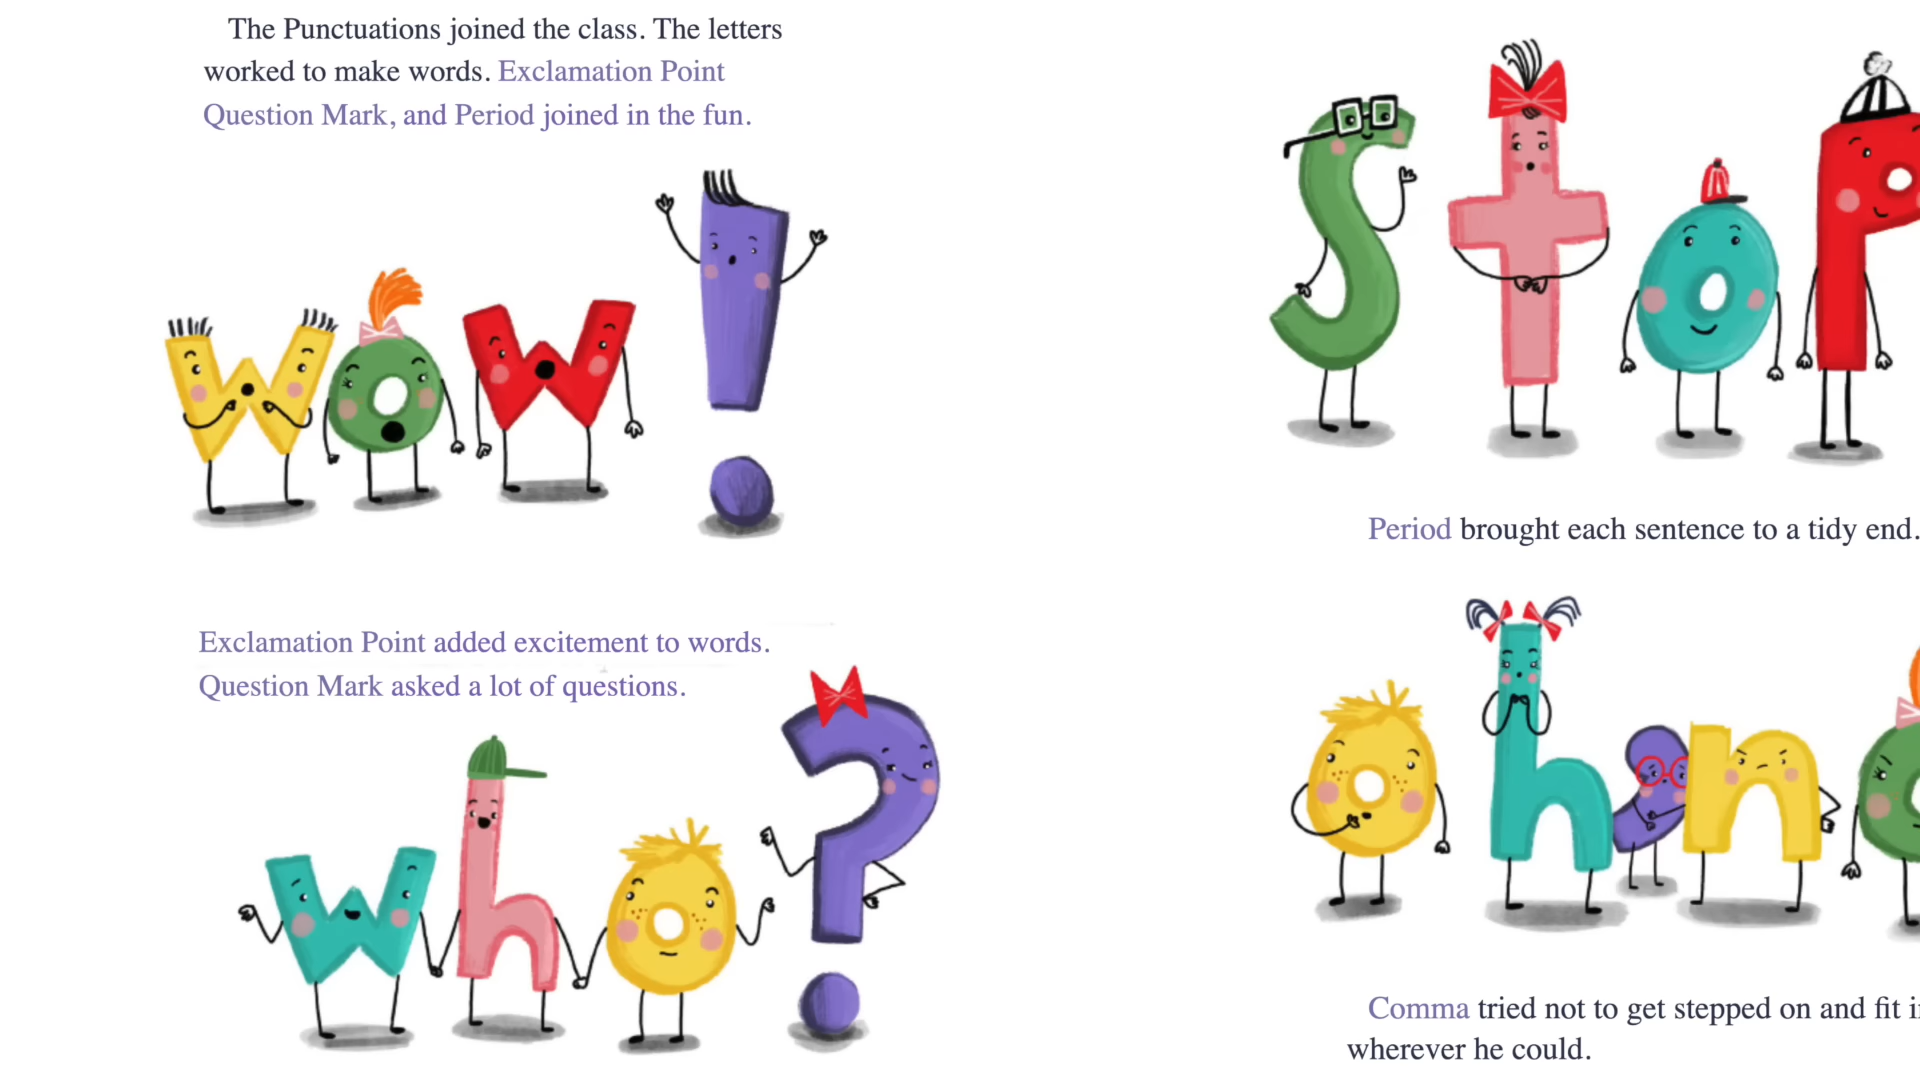 The Punctuations joined the class. The letters
worked to make words. Exclamation Point
Question Mark, and Period joined in the fun.
wow!
Exclamation Point added excitement to words.
Question Mark asked a lot of questions.
who?
stop
Period brought each sentence to a tidy end.
oh,no
Comma tried not to get stepped on and fit
wherever he could.